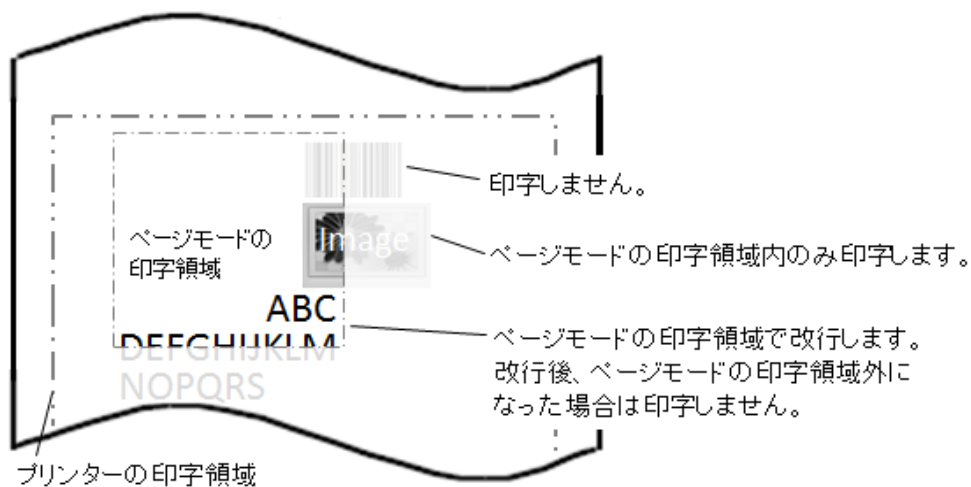 印字しません。
ページモードの
印字領域
Image
ページモードの印字領域内のみ印字します。
ABC
DEFGHIJKLM
NOPQRS
ページモードの印字領域で改行します。
改行後、ページモードの印字領域外に
なった場合は印字しません。
プリンターの印字領域